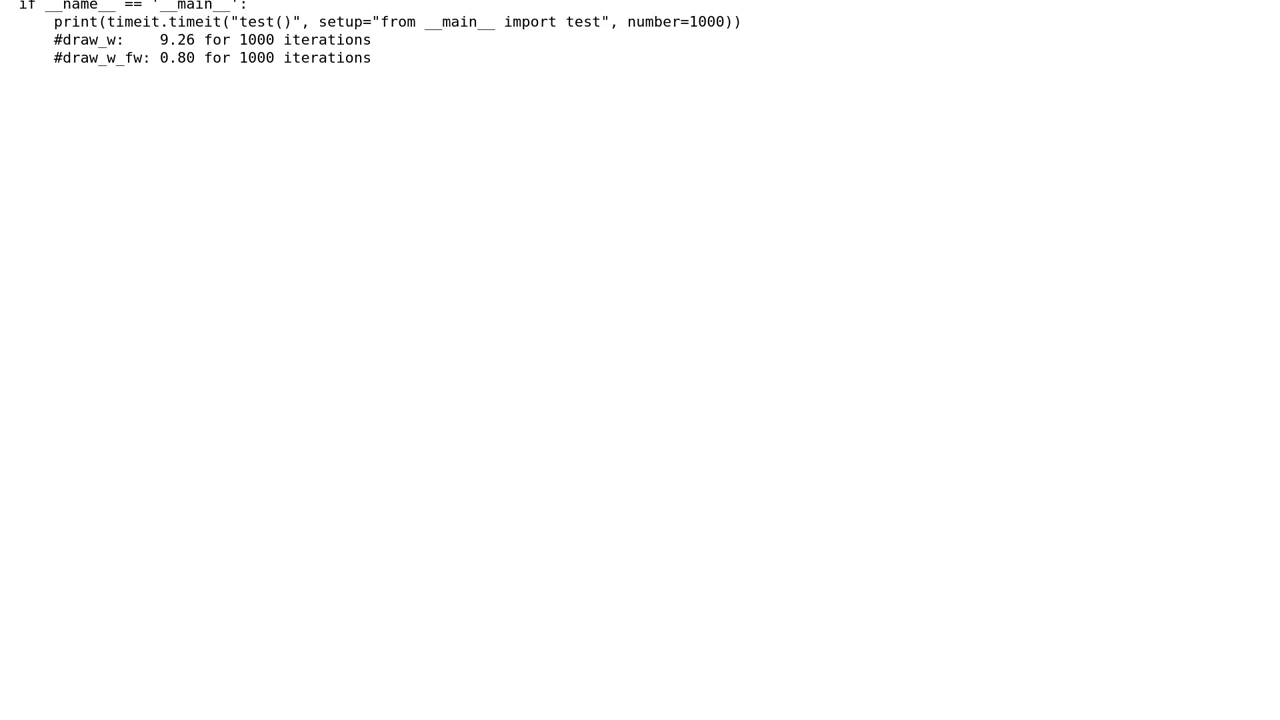 if __name__ == '__main__':
    print(timeit.timeit("test()", setup="from __main__ import test", number=1000))
    #draw_w:    9.26 for 1000 iterations
    #draw_w_fw: 0.80 for 1000 iterations